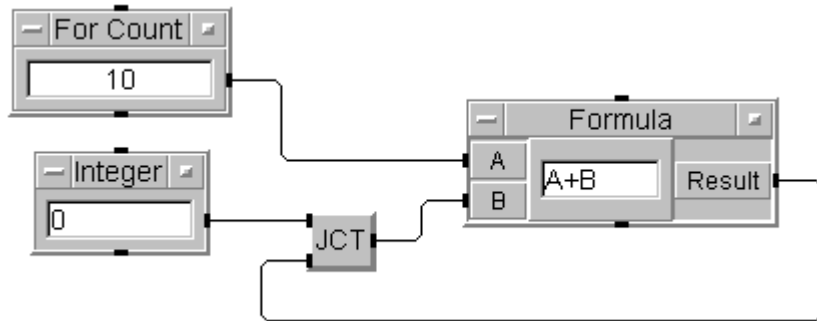 For Count
10
Integer
0
JCT
Formula
A
A+B
Result
B